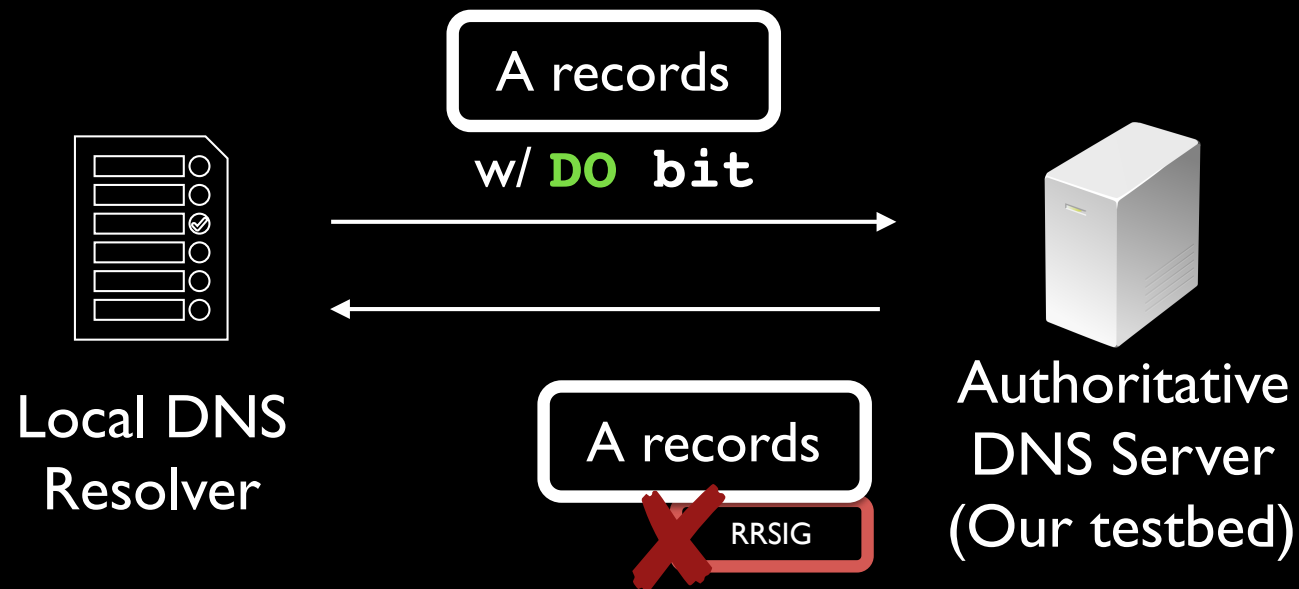 A records
w/ DO bit
Local DNS
Resolver
A records
RRSIG
Authoritative
DNS Server
(Our testbed)